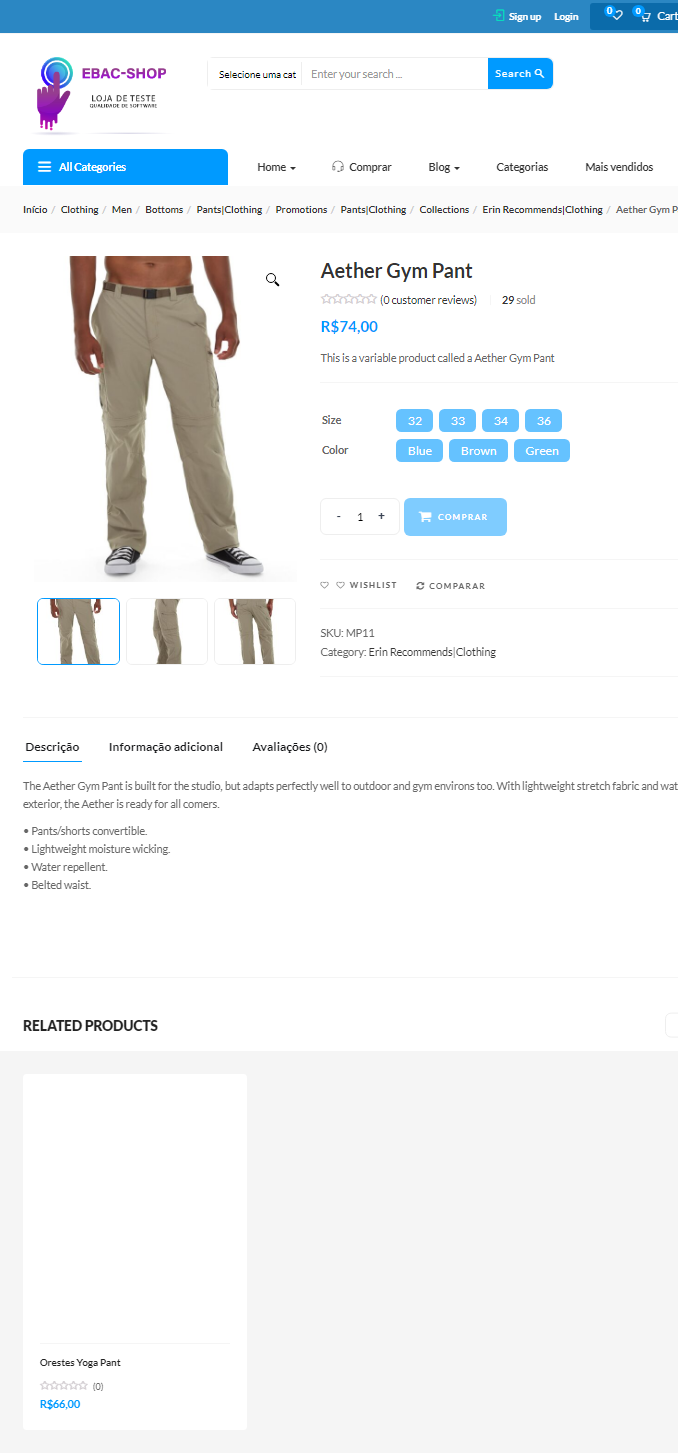 Sign up Login 0 0 Cart
EBAC-SHOP
LOJA DE TESTE
QUALIDADE DE SOFTWARE
Selecione uma cat Enter your search ... Search
All Categories Home Comprar Blog Categorias Mais vendidos
Início / Clothing / Men / Bottoms / Pants|Clothing / Promotions / Pants|Clothing / Collections / Erin Recommends|Clothing / Aether Gym P
Aether Gym Pant
(0 customer reviews) 29 sold
R$74,00
This is a variable product called a Aether Gym Pant
Size 32 33 34 36
Color Blue Brown Green
- 1 + COMPRAR
WISHLIST COMPARAR
SKU: MP11
Category: Erin Recommends|Clothing
Descrição Informação adicional Avaliações (0)
The Aether Gym Pant is built for the studio, but adapts perfectly well to outdoor and gym environs too. With lightweight stretch fabric and wat
exterior, the Aether is ready for all comers.
• Pants/shorts convertible.
• Lightweight moisture wicking.
• Water repellent.
• Belted waist.
RELATED PRODUCTS
Orestes Yoga Pant
(0)
R$66,00